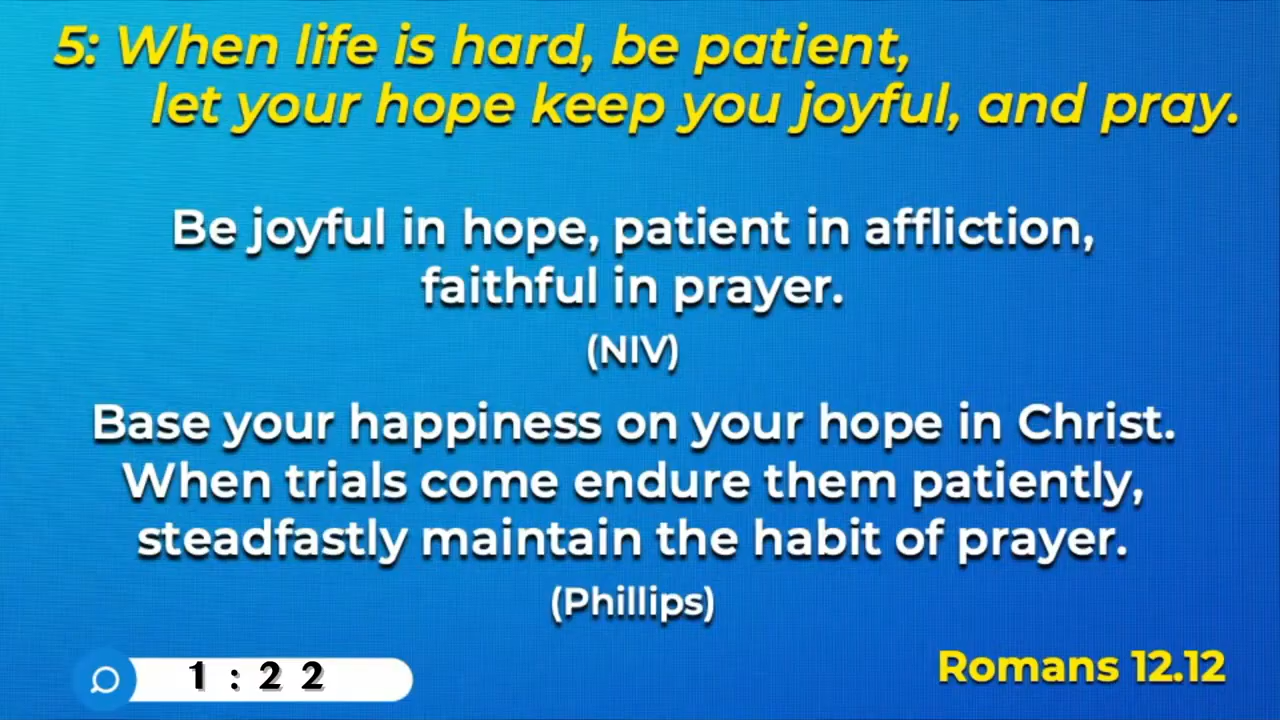 5: When life is hard, be patient,
let your hope keep you joyful, and pray.
Be joyful in hope, patient in affliction,
faithful in prayer.
(NIV)
Base your happiness on your hope in Christ.
When trials come endure them patiently,
steadfastly maintain the habit of prayer.
(Phillips)
1:22
Romans 12.12